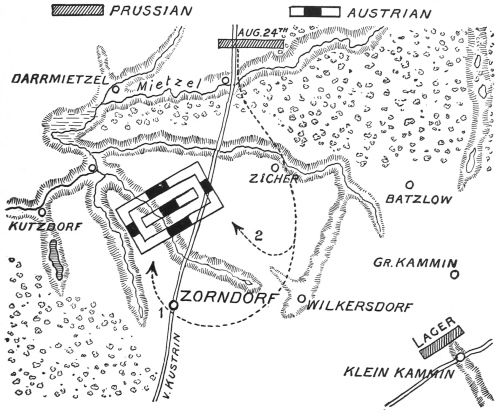 PRUSSIAN
AUSTRIAN
AUG. 24TH
DARRMIETZEL
Mietzel
ZICHER
BATZLOW
KUTZDORF
2
GR. KAMMIN
1
ZORNDORF
WILKERSDORF
V. KUSTRIN
LAGER
KLEIN KAMMIN